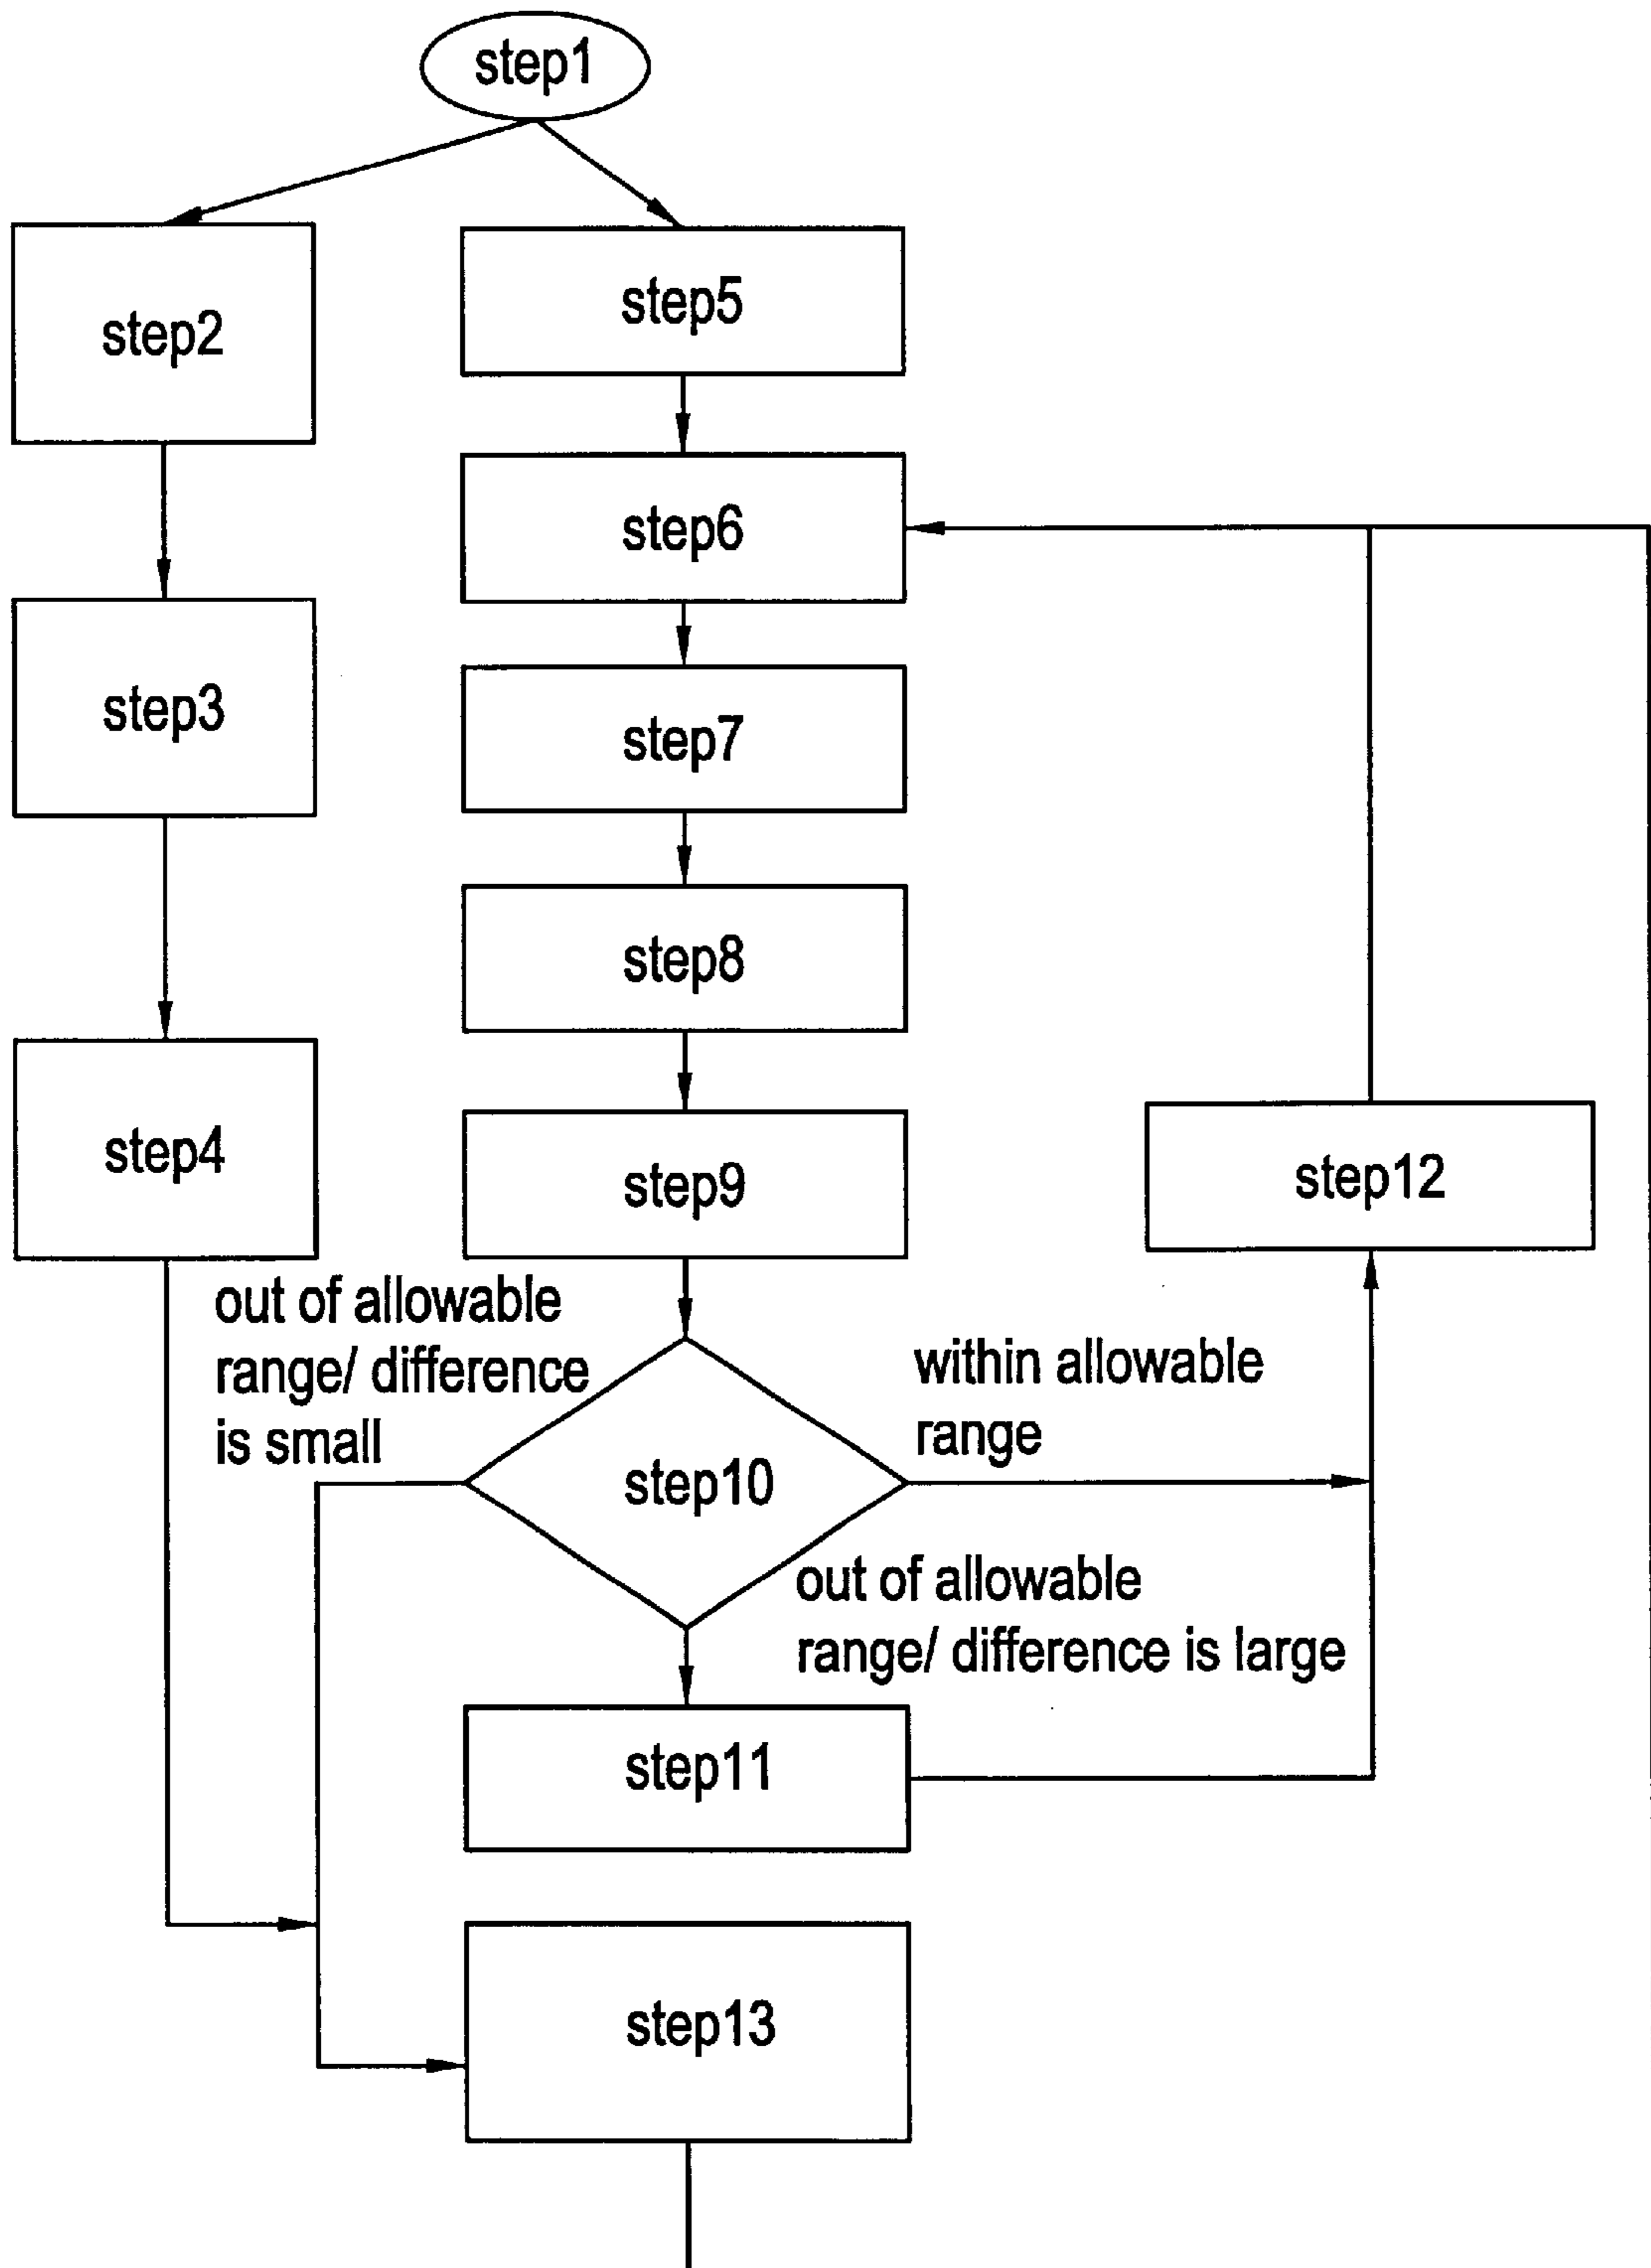 step1
step2
step5
step6
step3
step7
step8
step4
step9
step12
out of allowable
range/ difference
is small
within allowable
range
step10
out of allowable
range/ difference is large
step11
step13